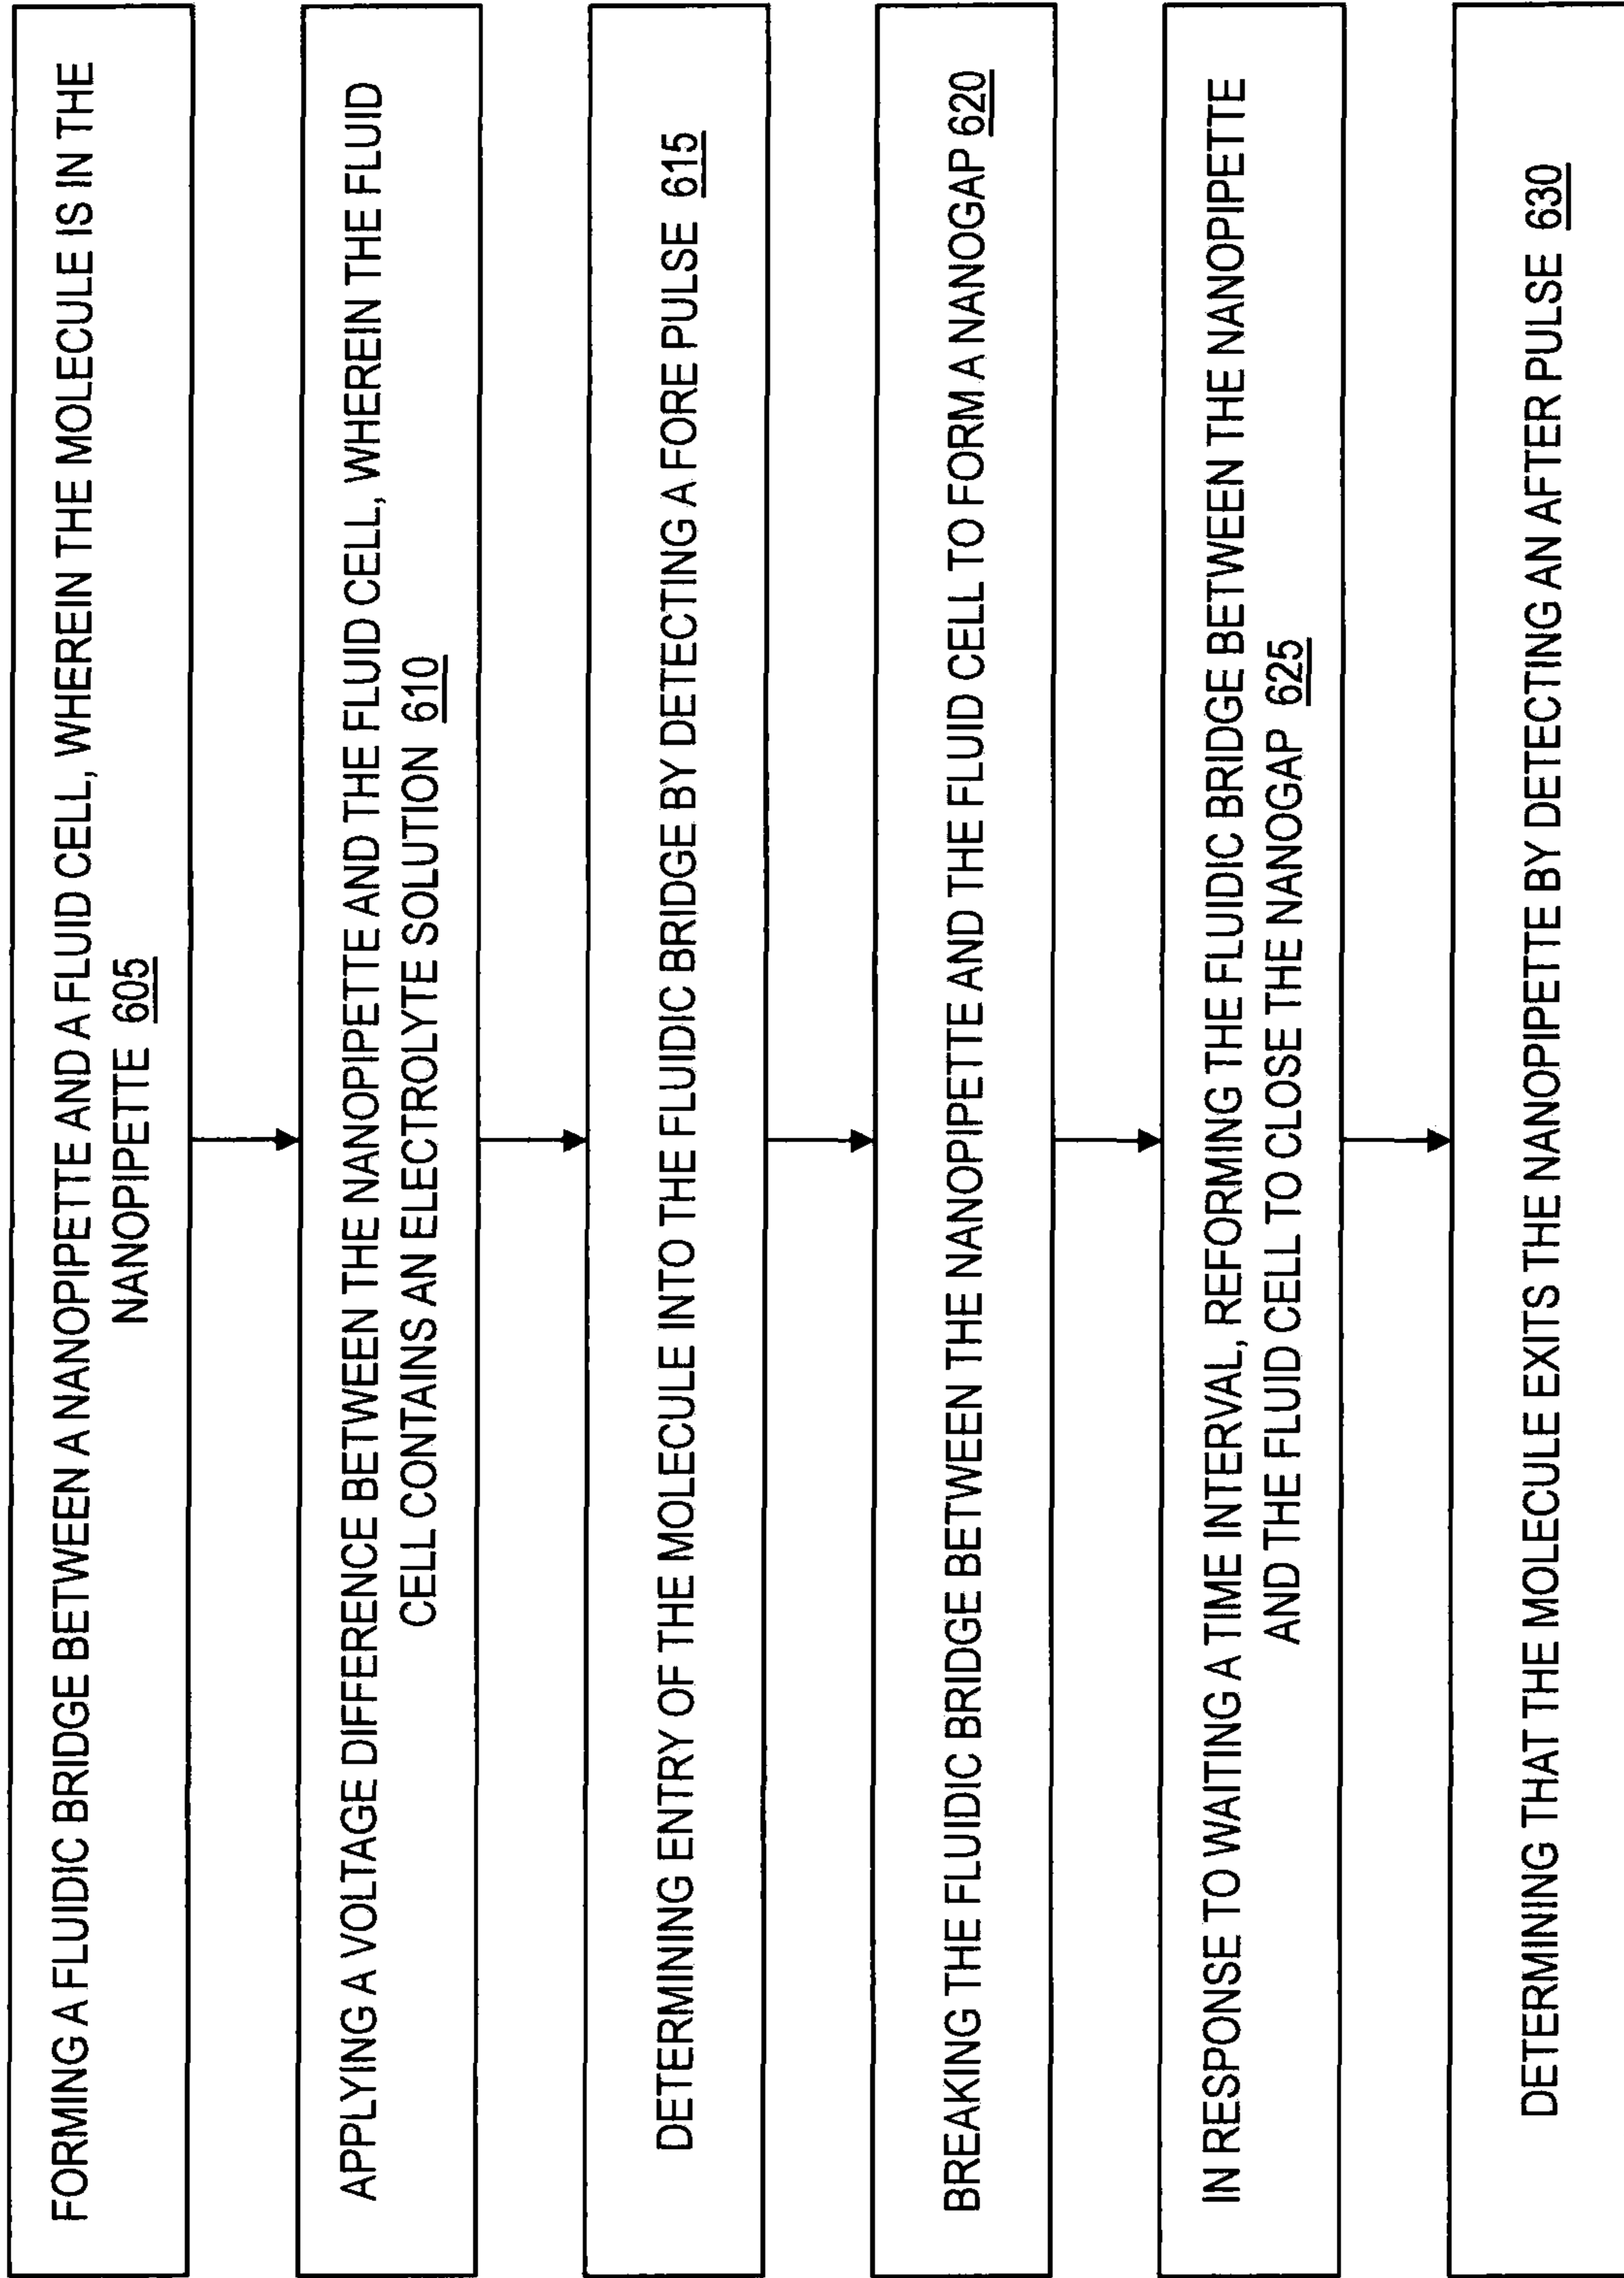 FORMING A FLUIDIC BRIDGE BETWEEN A NANOPIPETTE AND A FLUID CELL, WHEREIN THE MOLECULE IS IN THE
NANOPIPETTE 605
APPLYING A VOLTAGE DIFFERENCE BETWEEN THE NANOPIPETTE AND THE FLUID CELL, WHEREIN THE FLUID
CELL CONTAINS AN ELECTROLYTE SOLUTION 610
DETERMINING ENTRY OF THE MOLECULE INTO THE FLUIDIC BRIDGE BY DETECTING A FORE PULSE 615
BREAKING THE FLUIDIC BRIDGE BETWEEN THE NANOPIPETTE AND THE FLUID CELL TO FORM A NANOGAP 620
IN RESPONSE TO WAITING A TIME INTERVAL, REFORMING THE FLUIDIC BRIDGE BETWEEN THE NANOPIPETTE
AND THE FLUID CELL TO CLOSE THE NANOGAP 625
DETERMINING THAT THE MOLECULE EXITS THE NANOPIPETTE BY DETECTING AN AFTER PULSE 630